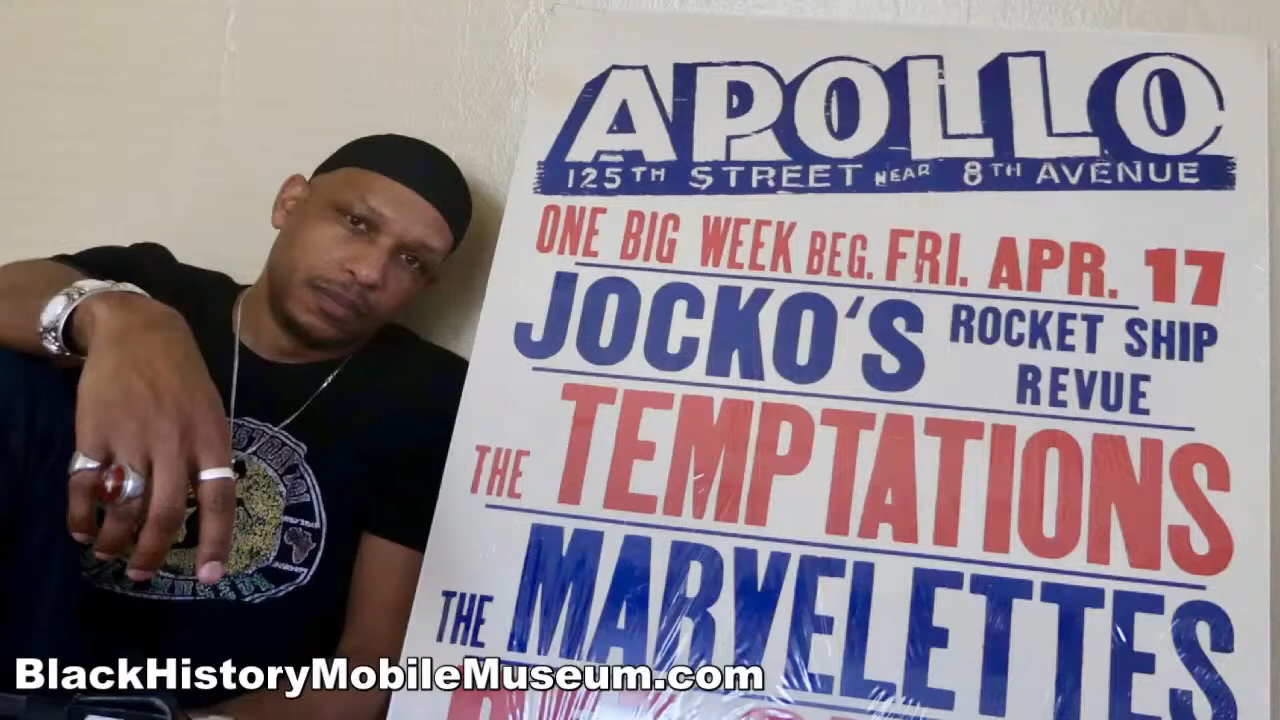 APOLLO
125TH STREET NEAR 8TH AVENUE
ONE BIG WEEK BEG. FRI. APR. 17
JOCKO'S ROCKET SHIP
REVUE
THE TEMPTATIONS
THE MARVELETTES
BlackHistoryMobileMuseum.com